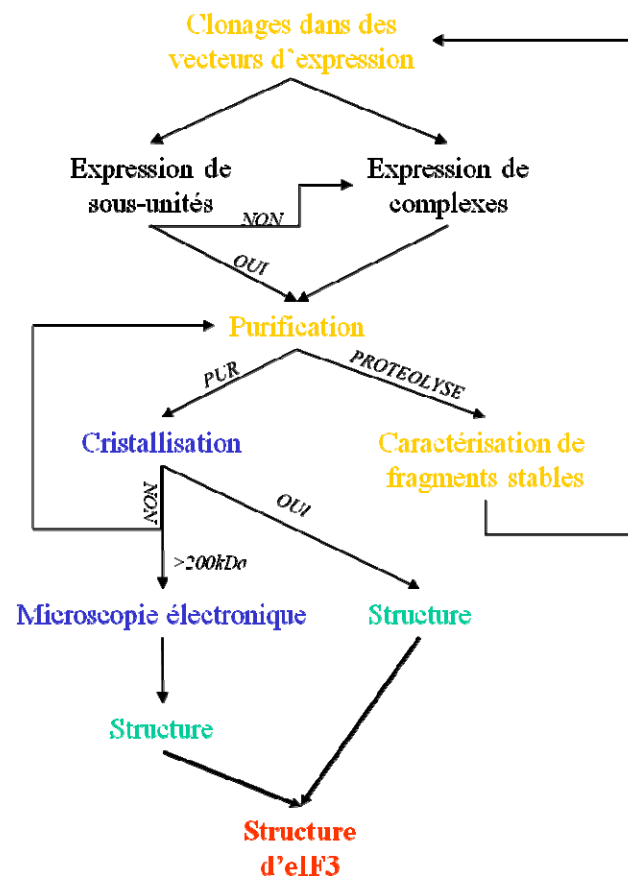 Clonages dans des
vecteurs d'expression
Expression de
sous-unités
Expression de
complexes
NON
OUI
Purification
PUR
PROTEOLYSE
Cristallisation
Caractérisation de
fragments stables
NON
OUI
>200kDa
Microscopie électronique
Structure
Structure
Structure
d'eIF3